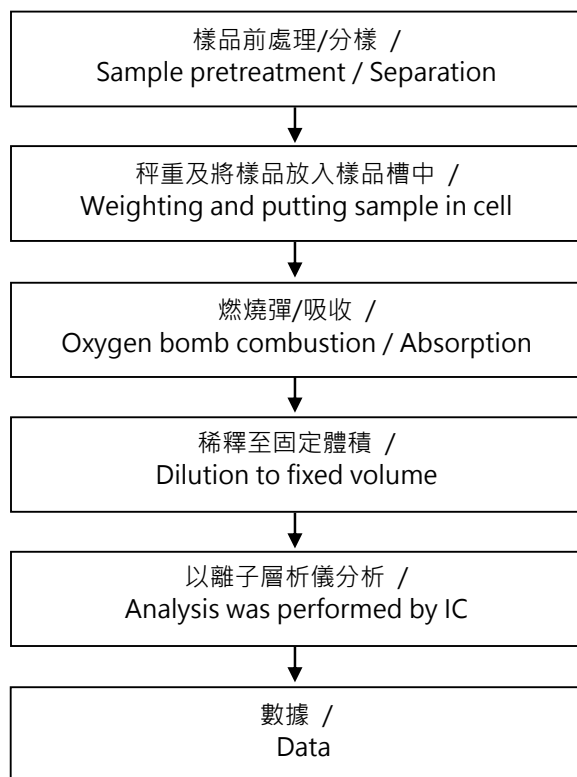 樣品前處理/分樣 /
Sample pretreatment / Separation
秤重及將樣品放入樣品槽中 /
Weighting and putting sample in cell
燃燒彈/吸收 /
Oxygen bomb combustion / Absorption
稀釋至固定體積 /
Dilution to fixed volume
以離子層析儀分析 /
Analysis was performed by IC
數據 /
Data